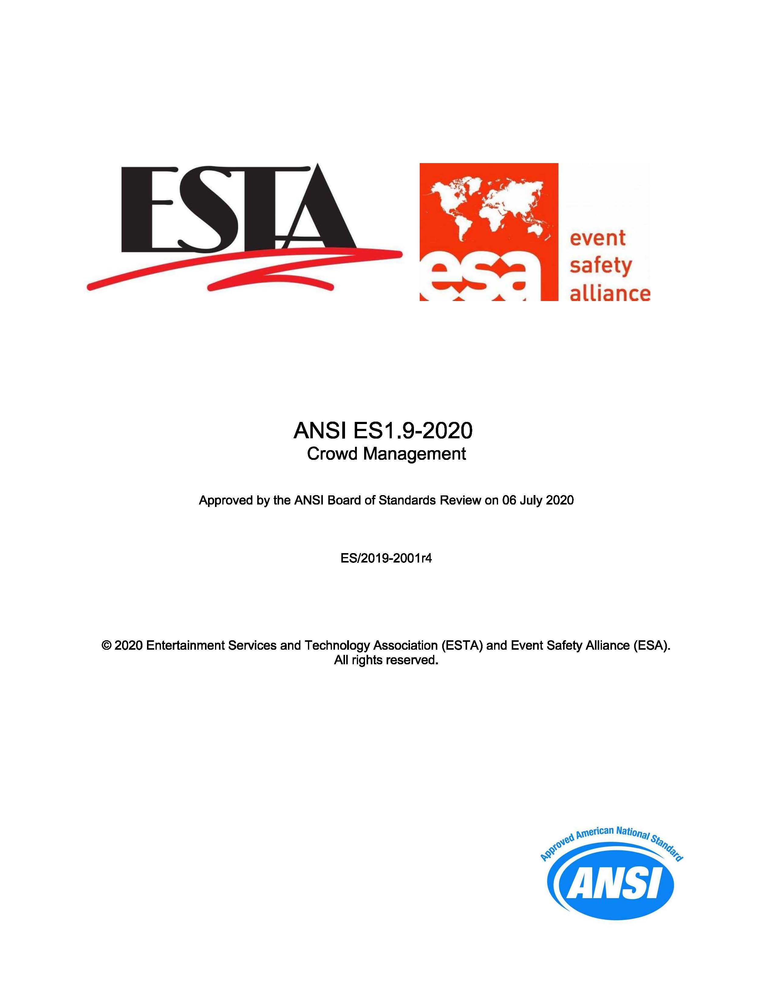 ESTA
esa
event
safety
alliance
ANSI ES1.9-2020
Crowd Management
Approved by the ANSI Board of Standards Review on 06 July 2020
ES/2019-2001r4
© 2020 Entertainment Services and Technology Association (ESTA) and Event Safety Alliance (ESA).
All rights reserved.
Approved American National Standard
ANSI